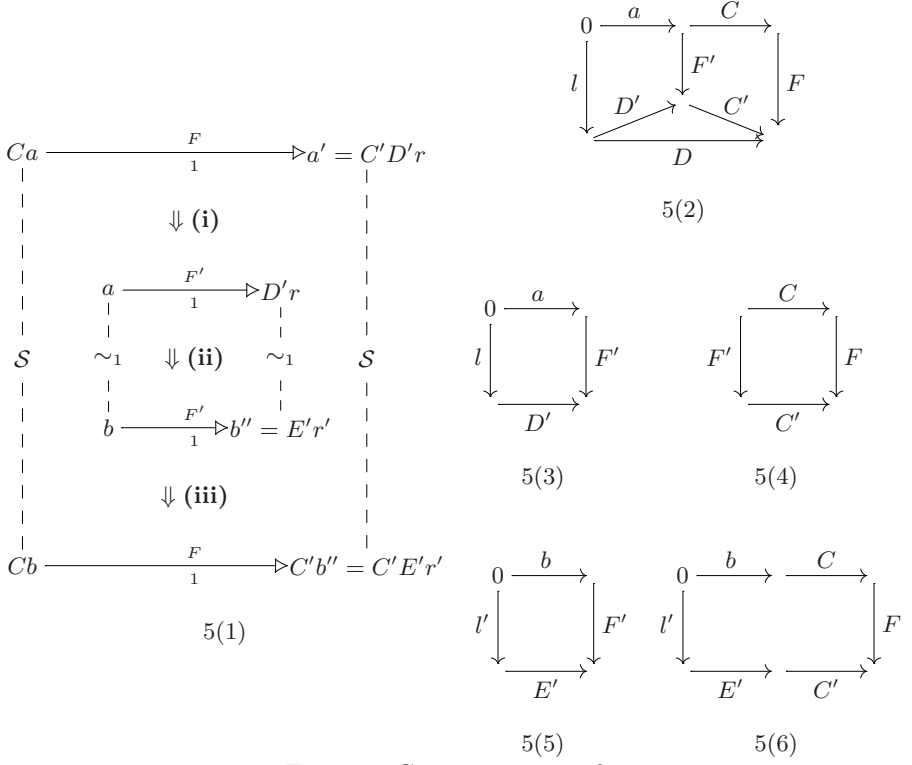 5(1)
Ca F 1 a′ = C′D′r
⇓ (i)
a F′ 1 D′r
S ∼1 ⇓ (ii) ∼1 S
b F′ 1 b″ = E′r′
⇓ (iii)
Cb F 1 C′b″ = C′E′r′
0 a C
l F′ F
D′ C′
D
5(2)
0 a
l F′
D′
5(3)
C
F′ F
C′
5(4)
0 b
l′ F′
E′
5(5)
0 b C
l′ F
E′ C′
5(6)